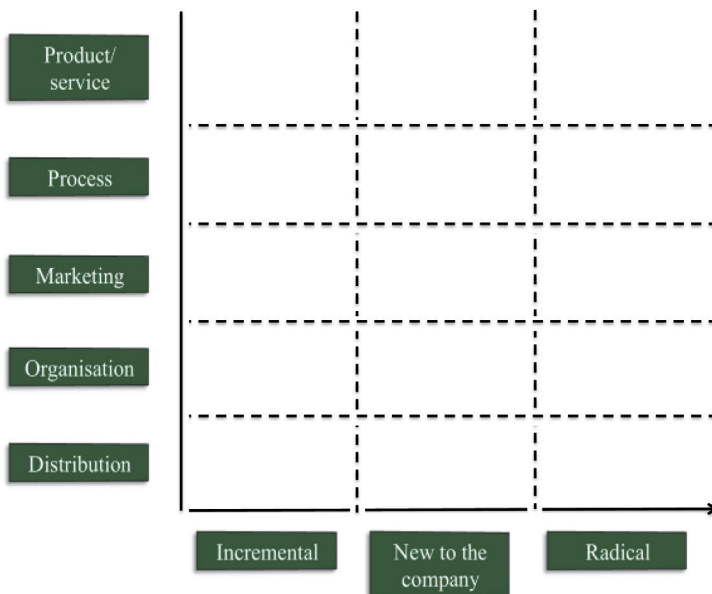 Product/
service
Process
Marketing
Organisation
Distribution
Incremental
New to the
company
Radical